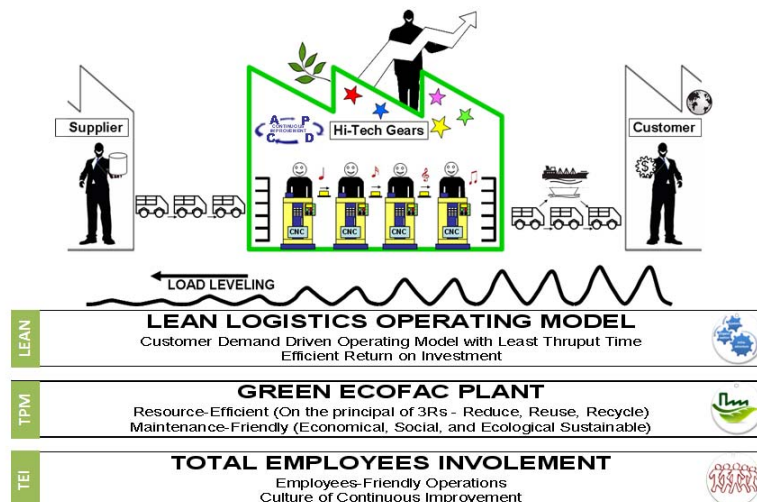 Supplier
A P
CONTINUOUS
IMPROVEMENT
C D
Hi-Tech Gears
Customer
$
CNC
CNC
CNC
CNC
LOAD LEVELING
LEAN
LEAN LOGISTICS OPERATING MODEL
Customer Demand Driven Operating Model with Least Thruput Time
Efficient Return on Investment
TPM
GREEN ECOFAC PLANT
Resource-Efficient (On the principal of 3Rs - Reduce, Reuse, Recycle)
Maintenance-Friendly (Economical, Social, and Ecological Sustainable)
TEI
TOTAL EMPLOYEES INVOLEMENT
Employees-Friendly Operations
Culture of Continuous Improvement